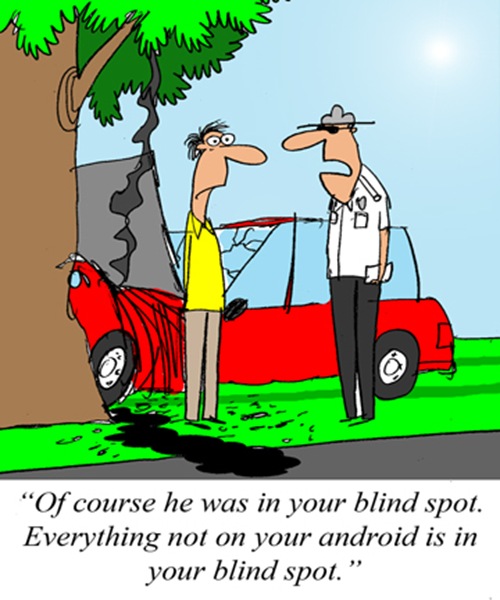 “Of course he was in your blind spot.
Everything not on your android is in
your blind spot.”